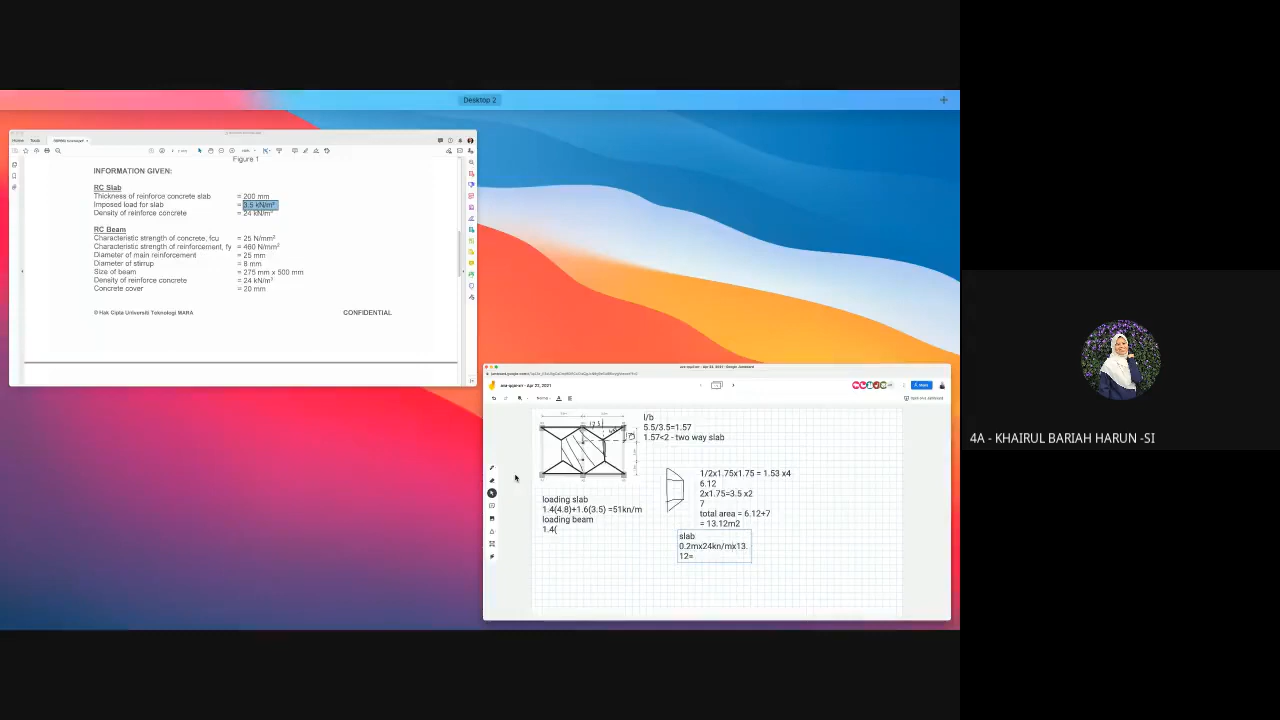 Desktop 2
Home Tools
Figure 1
INFORMATION GIVEN:
RC Slab
Thickness of reinforce concrete slab = 200 mm
Imposed load for slab = 3.5 kN/m²
Density of reinforce concrete = 24 kN/m³
RC Beam
Characteristic strength of concrete, fcu = 25 N/mm²
Characteristic strength of reinforcement, fy = 460 N/mm²
Diameter of main reinforcement = 25 mm
Diameter of stirrup = 8 mm
Size of beam = 275 mm x 500 mm
Density of reinforce concrete = 24 kN/m³
Concrete cover = 20 mm
© Hak Cipta Universiti Teknologi MARA CONFIDENTIAL
l/b
5.5/3.5=1.57
1.57<2 - two way slab
1/2x1.75x1.75 = 1.53 x4
6.12
2x1.75=3.5 x2
7
total area = 6.12+7
= 13.12m2
loading slab
1.4(4.8)+1.6(3.5) =51kn/m
loading beam
1.4(
slab
0.2mx24kn/mx13.
12=
4A - KHAIRUL BARIAH HARUN -SI